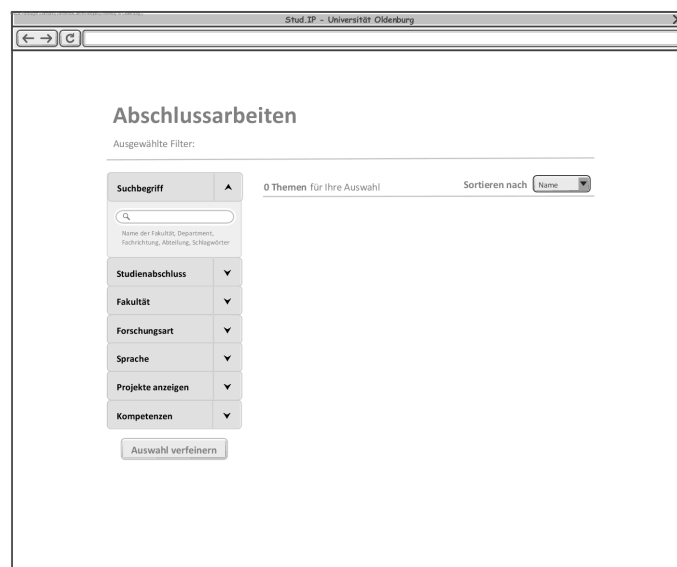 Stud.IP - Universität Oldenburg
Abschlussarbeiten
Ausgewählte Filter:
Suchbegriff
0 Themen für Ihre Auswahl
Sortieren nach Name
Name der Fakultät, Department,
Fachrichtung, Abteilung, Schlagwörter
Studienabschluss
Fakultät
Forschungsart
Sprache
Projekte anzeigen
Kompetenzen
Auswahl verfeinern